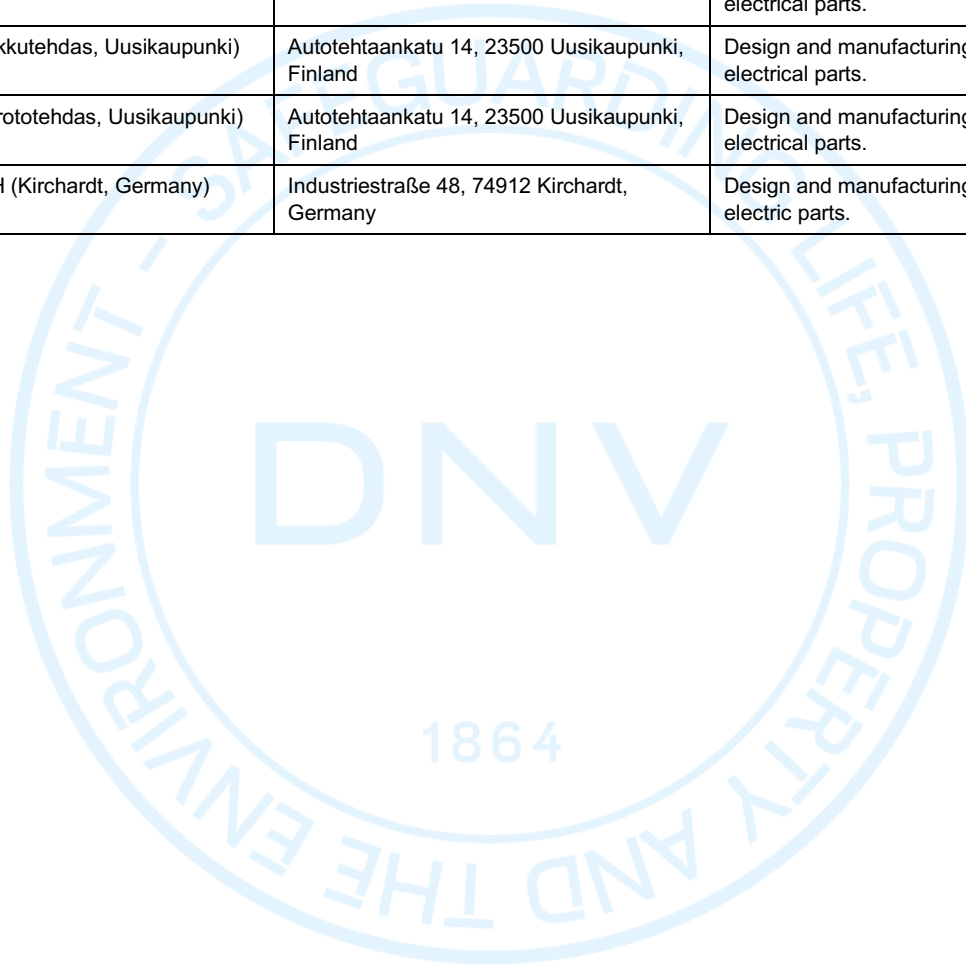 electrical parts.
kkutehdas, Uusikaupunki) Autotehtaankatu 14, 23500 Uusikaupunki, Design and manufacturing
Finland electrical parts.
rototehdas, Uusikaupunki) Autotehtaankatu 14, 23500 Uusikaupunki, Design and manufacturing
Finland electrical parts.
H (Kirchardt, Germany) Industriestraße 48, 74912 Kirchardt, Design and manufacturing
Germany electric parts.
SAFEGUARDING LIFE, PROPERTY AND THE ENVIRONMENT -
DNV
1864